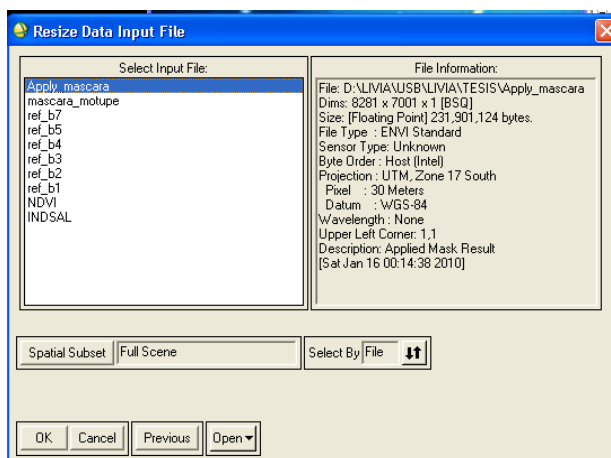 Resize Data Input File
Select Input File:
Apply_mascara
mascara_motupe
ref_b7
ref_b5
ref_b4
ref_b3
ref_b2
ref_b1
NDVI
INDSAL
File Information:
File: D:\LIVIA\USB\LIVIA\TESIS\Apply_mascara
Dims: 8281 x 7001 x 1 [BSQ]
Size: [Floating Point] 231,901,124 bytes.
File Type : ENVI Standard
Sensor Type: Unknown
Byte Order : Host (Intel)
Projection : UTM, Zone 17 South
Pixel : 30 Meters
Datum : WGS-84
Wavelength : None
Upper Left Corner: 1,1
Description: Applied Mask Result
[Sat Jan 16 00:14:38 2010]
Spatial Subset Full Scene
Select By File
OK Cancel Previous Open